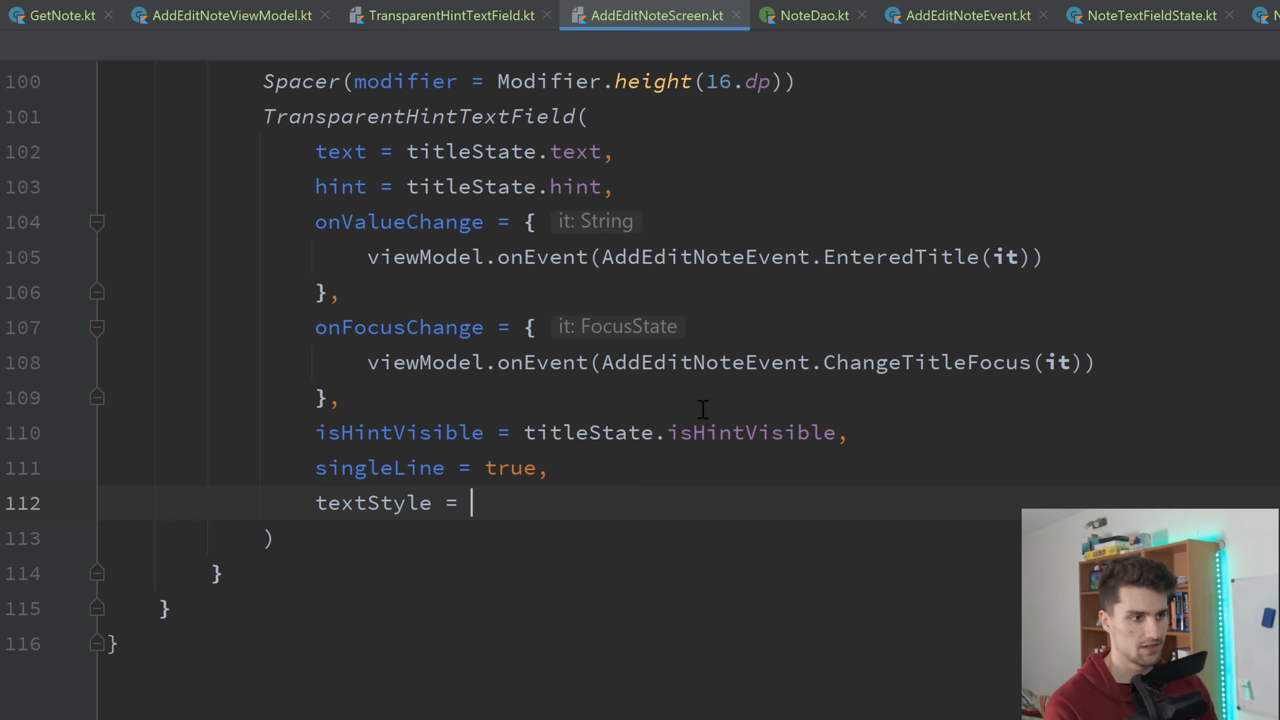 GetNote.kt AddEditNoteViewModel.kt TransparentHintTextField.kt AddEditNoteScreen.kt NoteDao.kt AddEditNoteEvent.kt NoteTextFieldState.kt
100 Spacer(modifier = Modifier.height(16.dp))
101 TransparentHintTextField(
102 text = titleState.text,
103 hint = titleState.hint,
104 onValueChange = { it: String
105 viewModel.onEvent(AddEditNoteEvent.EnteredTitle(it))
106 },
107 onFocusChange = { it: FocusState
108 viewModel.onEvent(AddEditNoteEvent.ChangeTitleFocus(it))
109 },
110 isHintVisible = titleState.isHintVisible,
111 singleLine = true,
112 textStyle =
113 )
114 }
115 }
116 }